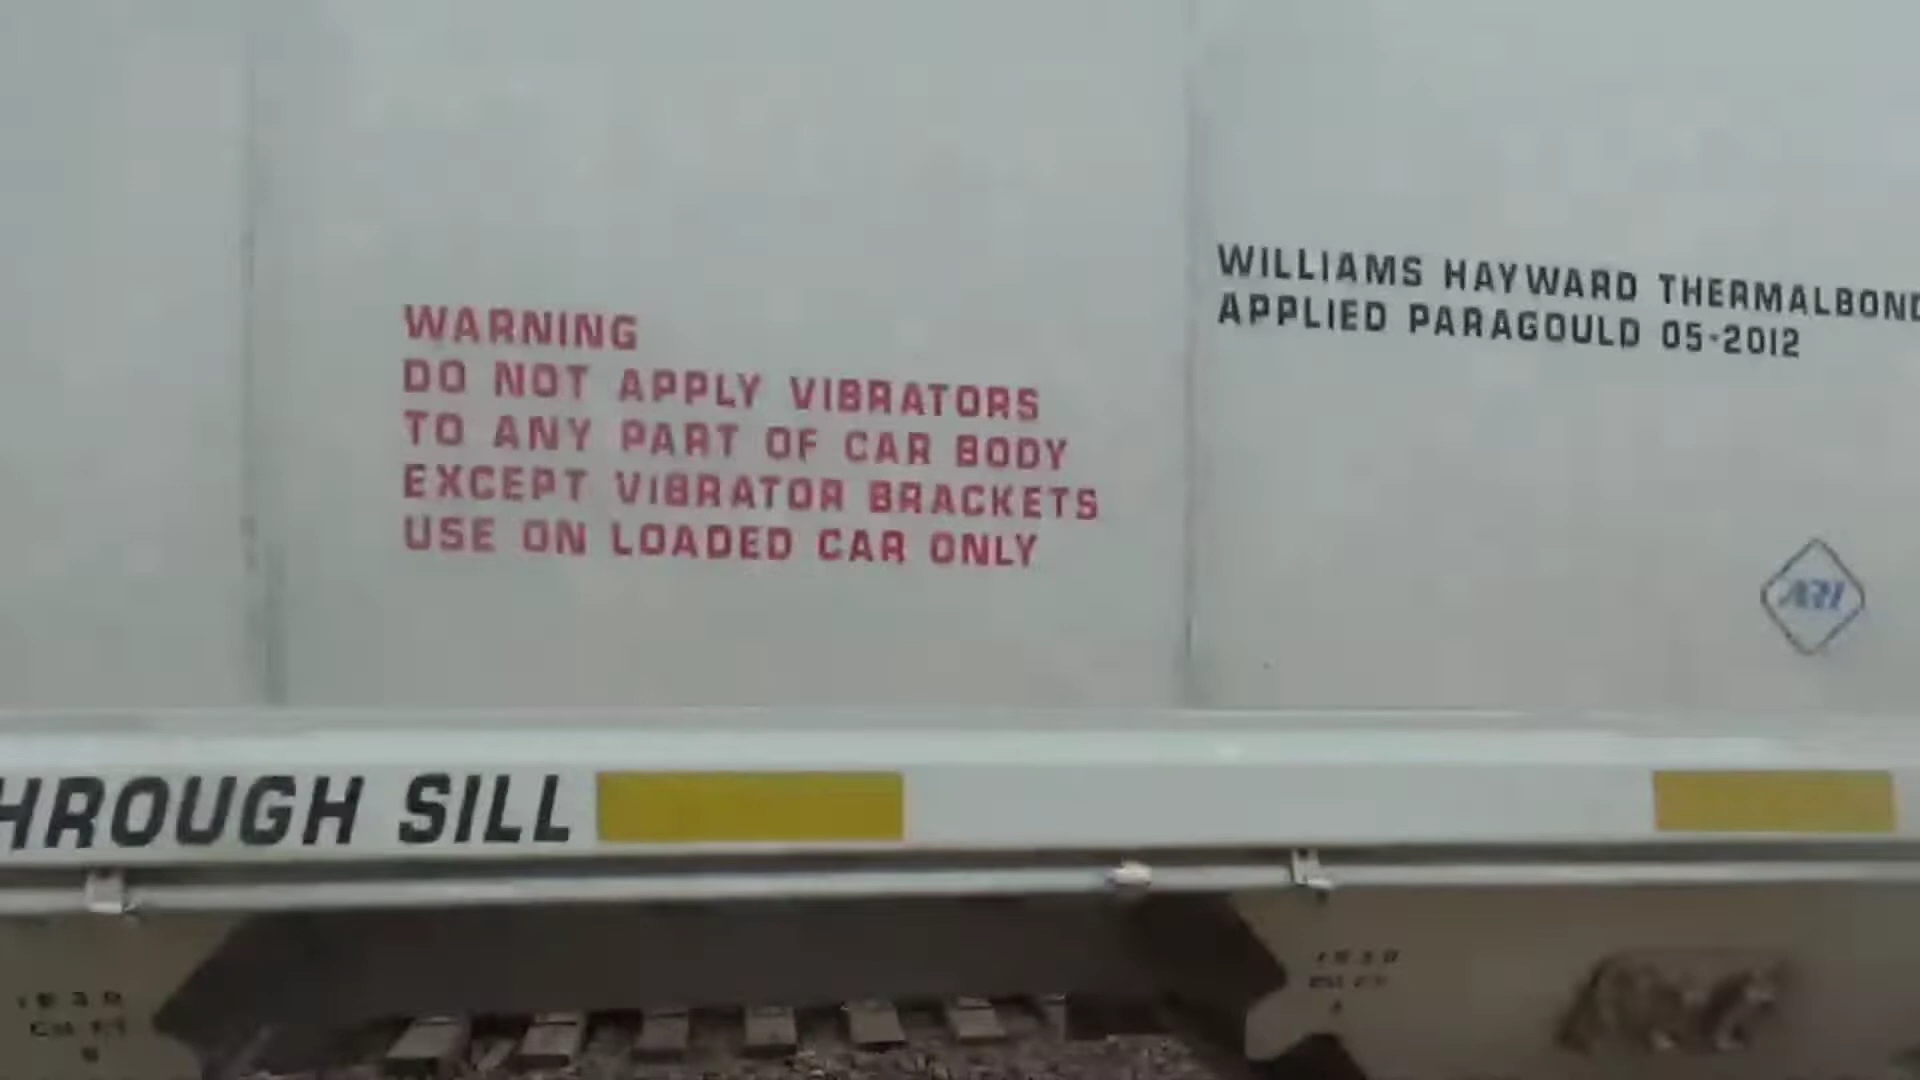 WILLIAMS HAYWARD THERMALBOND
APPLIED PARAGOULD 05-2012
WARNING
DO NOT APPLY VIBRATORS
TO ANY PART OF CAR BODY
EXCEPT VIBRATOR BRACKETS
USE ON LOADED CAR ONLY
ARI
HROUGH SILL